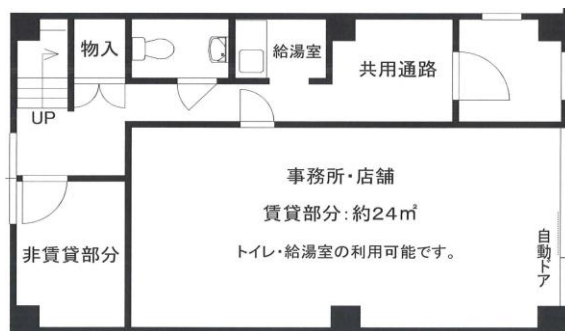 物入
給湯室
共用通路
UP
事務所・店舗
賃貸部分:約24㎡
トイレ・給湯室の利用可能です。
非賃貸部分
自動ドア